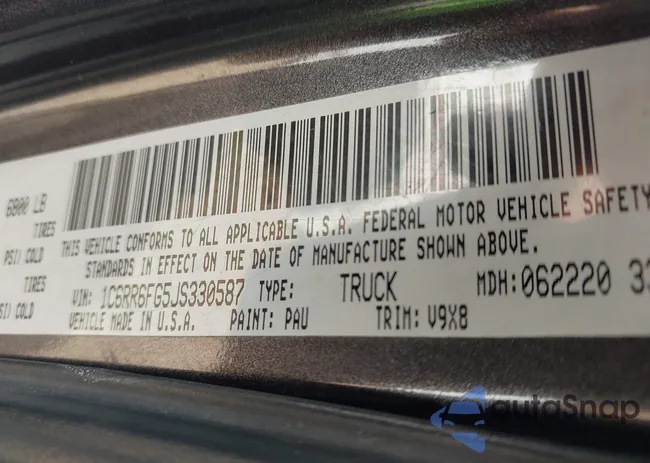 6800 LB
TIRES
PSI) COLD
TIRES
SI) COLD
THIS VEHICLE CONFORMS TO ALL APPLICABLE U.S.A. FEDERAL MOTOR VEHICLE SAFETY
STANDARDS IN EFFECT ON THE DATE OF MANUFACTURE SHOWN ABOVE.
VIN: 1C6RR6FG5JS330587 TYPE: TRUCK MDH:062220 33
VEHICLE MADE IN U.S.A. PAINT: PAU TRIM: V9X8
autoSnap